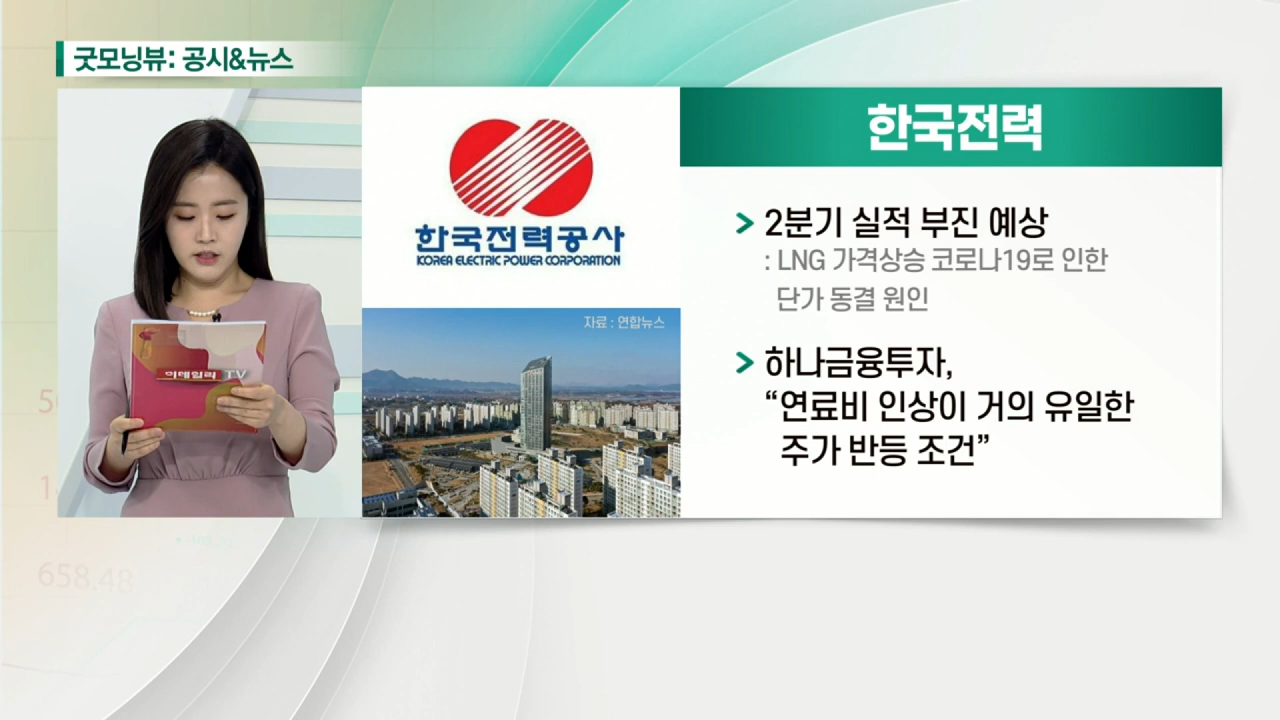 굿모닝뷰: 공시&뉴스
이데일리 TV
한국전력공사
KOREA ELECTRIC POWER CORPORATION
자료 : 연합뉴스
한국전력
> 2분기 실적 부진 예상
: LNG 가격상승 코로나19로 인한
단가 동결 원인
> 하나금융투자,
“연료비 인상이 거의 유일한
주가 반등 조건”
658.48